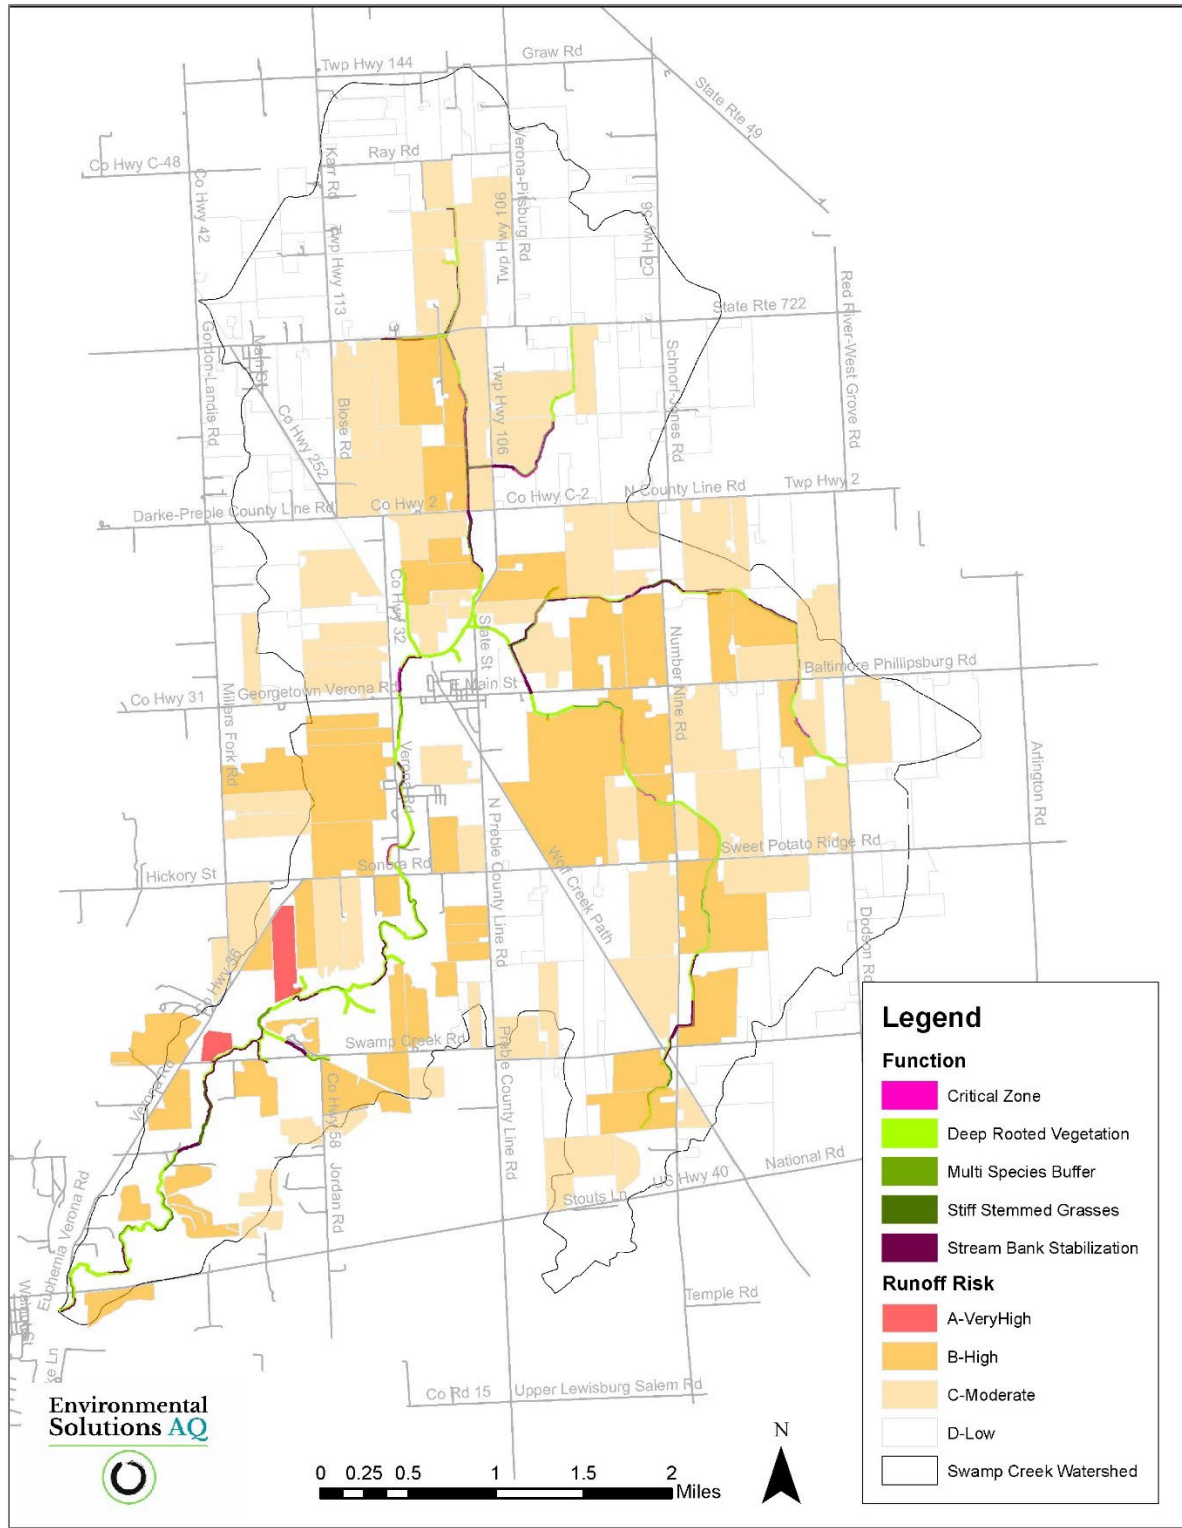 Graw Rd
Twp Hwy 144
State Rte 49
Co Hwy C-48
Ray Rd
Karr Rd
Verona-Pitsburg Rd
Co Hwy 42
Twp Hwy 106
Co Hwy 56
Twp Hwy 113
State Rte 722
Red River-West Grove Rd
Gordon-Landis Rd
Main St
Schnorf-Jones Rd
Twp Hwy 106
Co Hwy 252
Biose Rd
Co Hwy 2
Co Hwy C-2
N County Line Rd
Twp Hwy 2
Darke-Preble County Line Rd
Co Hwy 32
State St
Number Nine Rd
Baltimore Phillipsburg Rd
Co Hwy 31
Georgetown Verona Rd
E Main St
Millers Fork Rd
Verona Rd
Arlington Rd
N Preble County Line Rd
Wolf Creek Path
Sweet Potato Ridge Rd
Hickory St
Sonora Rd
Dodson Rd
Co Hwy 36
Swamp Creek Rd
Preble County Line Rd
Verona Rd
Co Hwy 58
Jordan Rd
National Rd
US Hwy 40
Stouts Ln
Euphemia Verona Rd
Temple Rd
Co Rd 15
Upper Lewisburg Salem Rd
Legend
Function
Critical Zone
Deep Rooted Vegetation
Multi Species Buffer
Stiff Stemmed Grasses
Stream Bank Stabilization
Runoff Risk
A-VeryHigh
B-High
C-Moderate
D-Low
Swamp Creek Watershed
Environmental
Solutions AQ
0 0.25 0.5 1 1.5 2
Miles
N